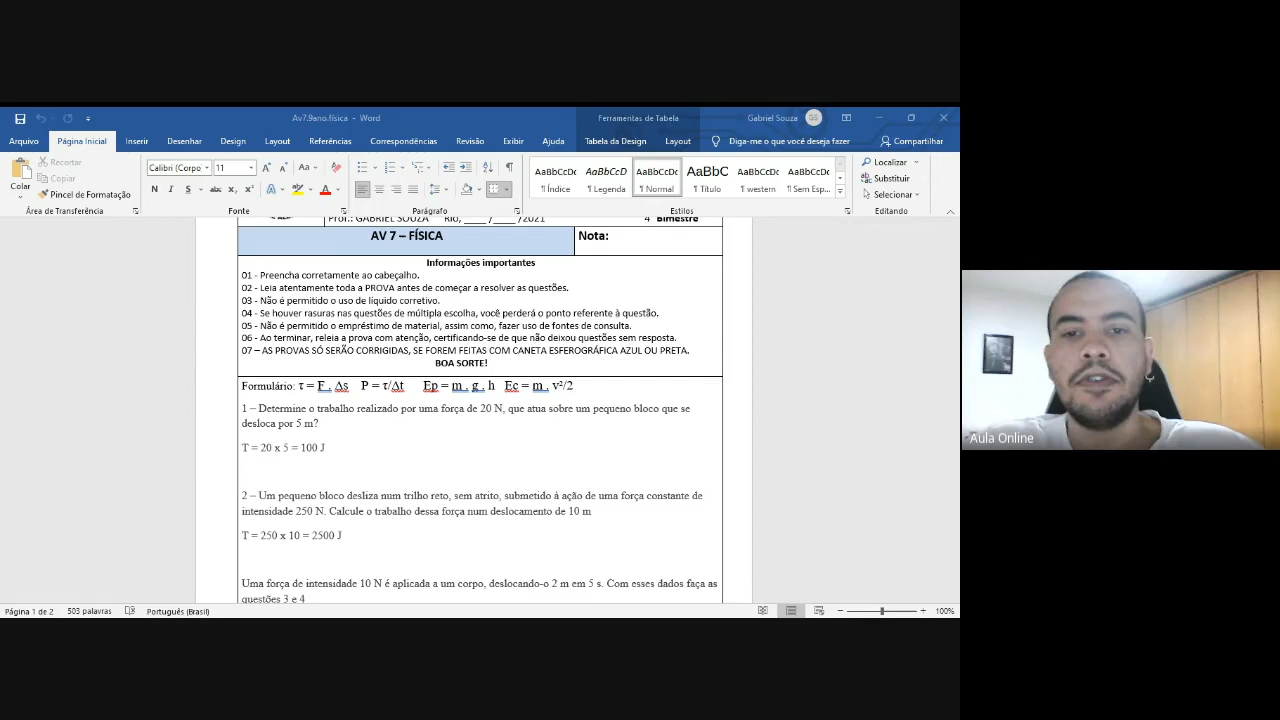 Av7.9ano.física - Word
Ferramentas de Tabela
Gabriel Souza
GS
Arquivo
Página Inicial
Inserir
Desenhar
Design
Layout
Referências
Correspondências
Revisão
Exibir
Ajuda
Tabela da Design
Layout
Diga-me o que você deseja fazer
Compartilhar
Colar
Recortar
Copiar
Pincel de Formatação
Área de Transferência
Calibri (Corpo
11
Fonte
Parágrafo
AaBbCcDc
¶ Índice
AaBbCcD
¶ Legenda
AaBbCcDc
¶ Normal
AaBbC
¶ Título
AaBbCcDc
¶ western
AaBbCcDc
¶ Sem Esp...
Estilos
Localizar
Substituir
Selecionar
Editando
Prof.: GABRIEL SOUZA Rio, ____ /____ /2021
4° Bimestre
AV 7 – FÍSICA
Nota:
Informações importantes
01 - Preencha corretamente ao cabeçalho.
02 - Leia atentamente toda a PROVA antes de começar a resolver as questões.
03 - Não é permitido o uso de líquido corretivo.
04 - Se houver rasuras nas questões de múltipla escolha, você perderá o ponto referente à questão.
05 - Não é permitido o empréstimo de material, assim como, fazer uso de fontes de consulta.
06 - Ao terminar, releia a prova com atenção, certificando-se de que não deixou questões sem resposta.
07 – AS PROVAS SÓ SERÃO CORRIGIDAS, SE FOREM FEITAS COM CANETA ESFEROGRÁFICA AZUL OU PRETA.
BOA SORTE!
Formulário: τ = F . Δs P = τ/Δt Ep = m . g . h Ec = m . v²/2
1 – Determine o trabalho realizado por uma força de 20 N, que atua sobre um pequeno bloco que se
desloca por 5 m?
T = 20 x 5 = 100 J
2 – Um pequeno bloco desliza num trilho reto, sem atrito, submetido à ação de uma força constante de
intensidade 250 N. Calcule o trabalho dessa força num deslocamento de 10 m
T = 250 x 10 = 2500 J
Uma força de intensidade 10 N é aplicada a um corpo, deslocando-o 2 m em 5 s. Com esses dados faça as
questões 3 e 4
Página 1 de 2
503 palavras
Português (Brasil)
100%
Aula Online